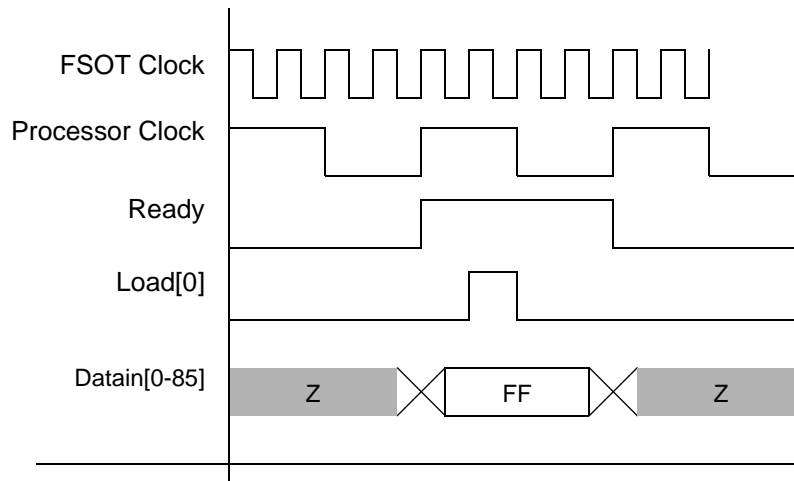 FSOT Clock
Processor Clock
Ready
Load[0]
Datain[0-85]
Z FF Z